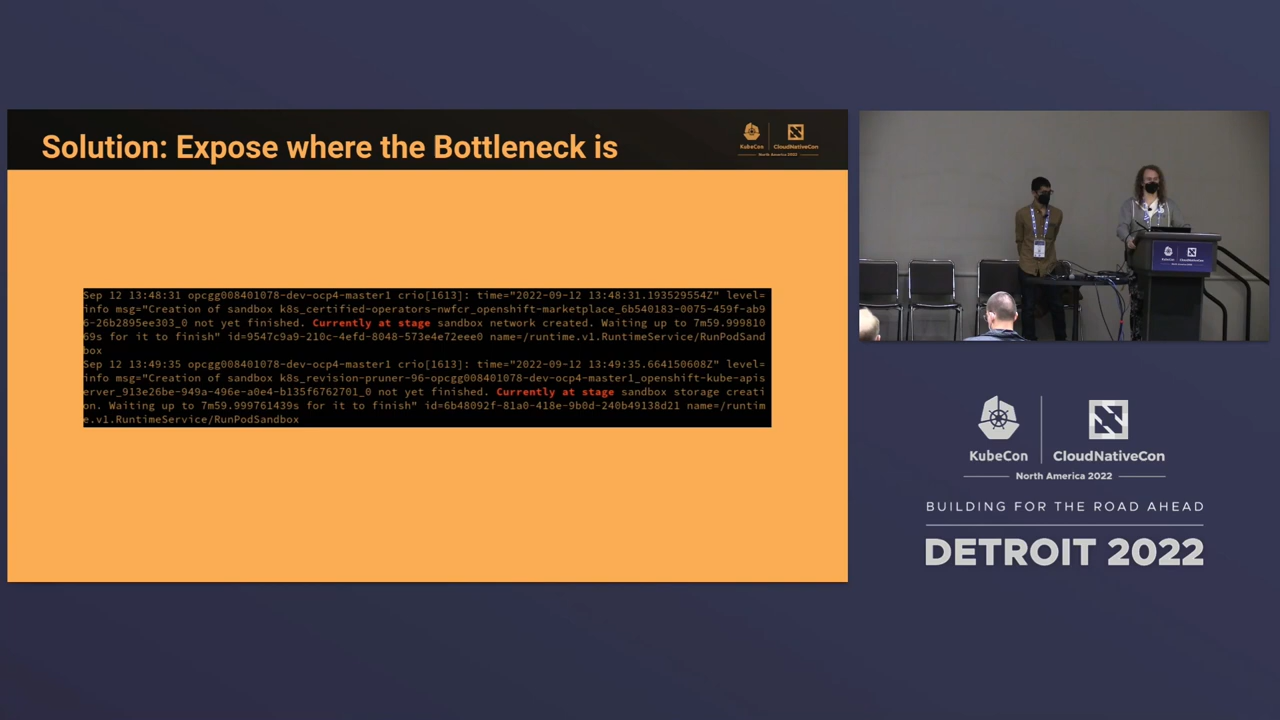 Solution: Expose where the Bottleneck is
KubeCon
CloudNativeCon
North America 2022
Sep 12 13:48:31 opcgg008401078-dev-ocp4-master1 crio[1613]: time="2022-09-12 13:48:31.193529554Z" level=
info msg="Creation of sandbox k8s_certified-operators-nwfcr_openshift-marketplace_6b540183-0075-459f-ab9
6-26b2895ee303_0 not yet finished. Currently at stage sandbox network created. Waiting up to 7m59.999810
69s for it to finish" id=9547c9a9-210c-4efd-8048-573e4e72eee0 name=/runtime.v1.RuntimeService/RunPodSand
box
Sep 12 13:49:35 opcgg008401078-dev-ocp4-master1 crio[1613]: time="2022-09-12 13:49:35.664150608Z" level=
info msg="Creation of sandbox k8s_revision-pruner-96-opcgg008401078-dev-ocp4-master1_openshift-kube-apis
erver_913e26be-949a-496e-a0e4-b135f6762701_0 not yet finished. Currently at stage sandbox storage creati
on. Waiting up to 7m59.999761439s for it to finish" id=6b48092f-81a0-418e-9b0d-240b49138d21 name=/runtim
e.v1.RuntimeService/RunPodSandbox
KubeCon
CloudNativeCon
North America 2022
BUILDING FOR THE ROAD AHEAD
DETROIT 2022